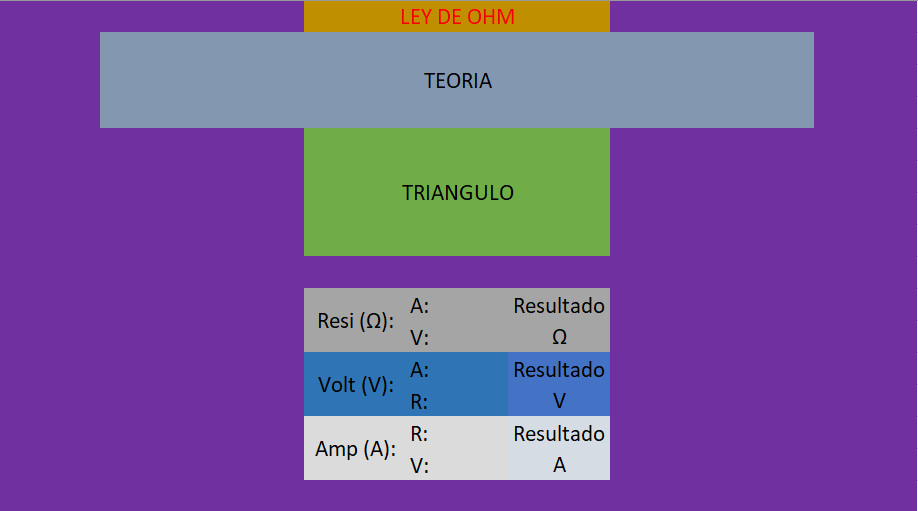 LEY DE OHM
TEORIA
TRIANGULO
Resi (Ω):
A:
V:
Resultado
Ω
Volt (V):
A:
R:
Resultado
V
Amp (A):
R:
V:
Resultado
A